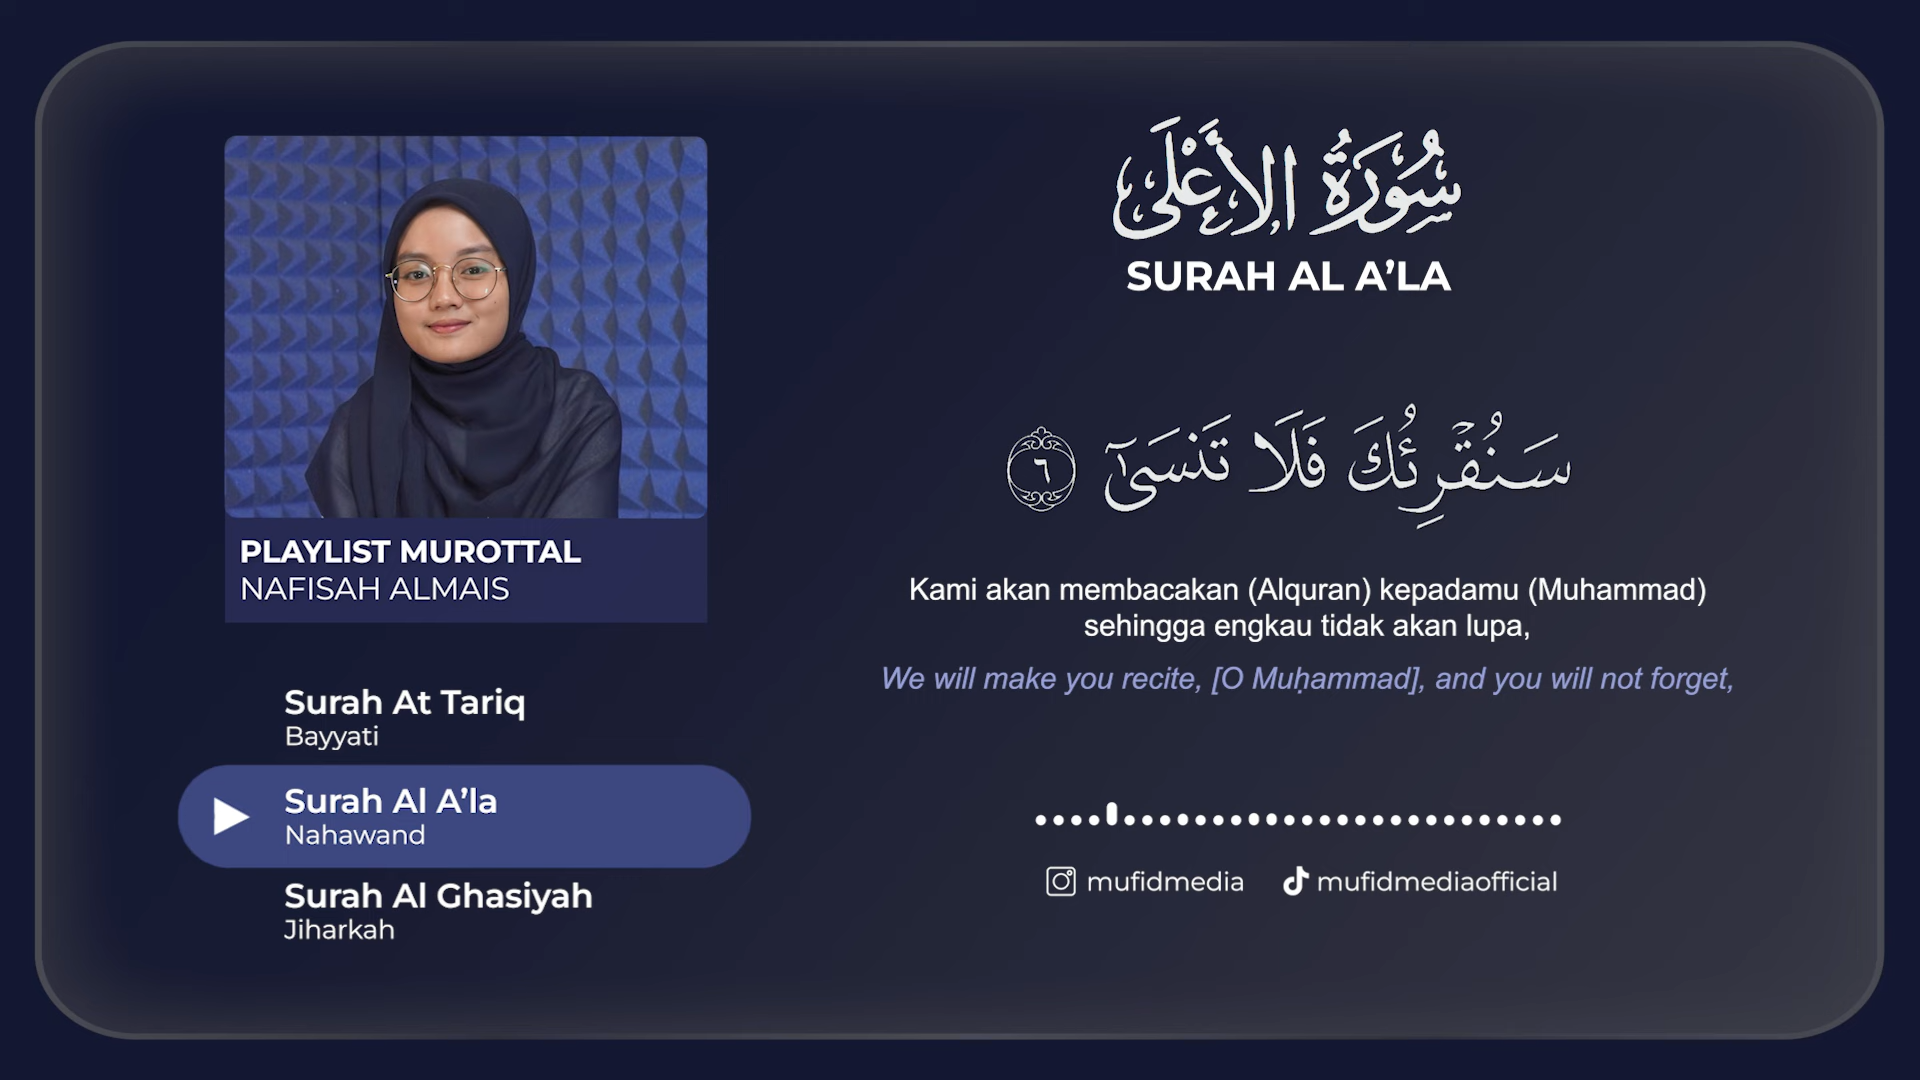 PLAYLIST MUROTTAL
NAFISAH ALMAIS
Surah At Tariq
Bayyati
Surah Al A’la
Nahawand
Surah Al Ghasiyah
Jiharkah
سُورَةُ الأَعْلَى
SURAH AL A’LA
سَنُقْرِئُكَ فَلَا تَنسَىٰٓ ٦
Kami akan membacakan (Alquran) kepadamu (Muhammad)
sehingga engkau tidak akan lupa,
We will make you recite, [O Muḥammad], and you will not forget,
mufidmedia mufidmediaofficial